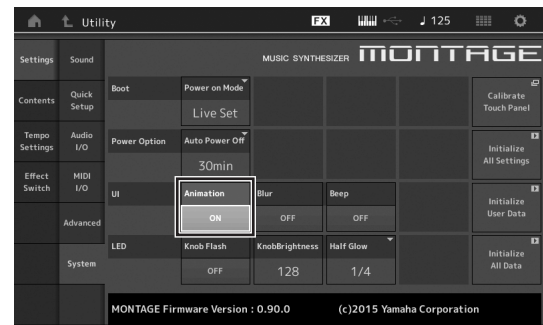 Utility
FX
125
Settings
Sound
MUSIC SYNTHESIZER MONTAGE
Contents
Quick
Setup
Boot
Power on Mode
Live Set
Calibrate
Touch Panel
Tempo
Settings
Audio
I/O
Power Option
Auto Power Off
30min
Initialize
All Settings
Effect
Switch
MIDI
I/O
UI
Animation
ON
Blur
OFF
Beep
OFF
Initialize
User Data
Advanced
System
LED
Knob Flash
OFF
KnobBrightness
128
Half Glow
1/4
Initialize
All Data
MONTAGE Firmware Version : 0.90.0
(c)2015 Yamaha Corporation